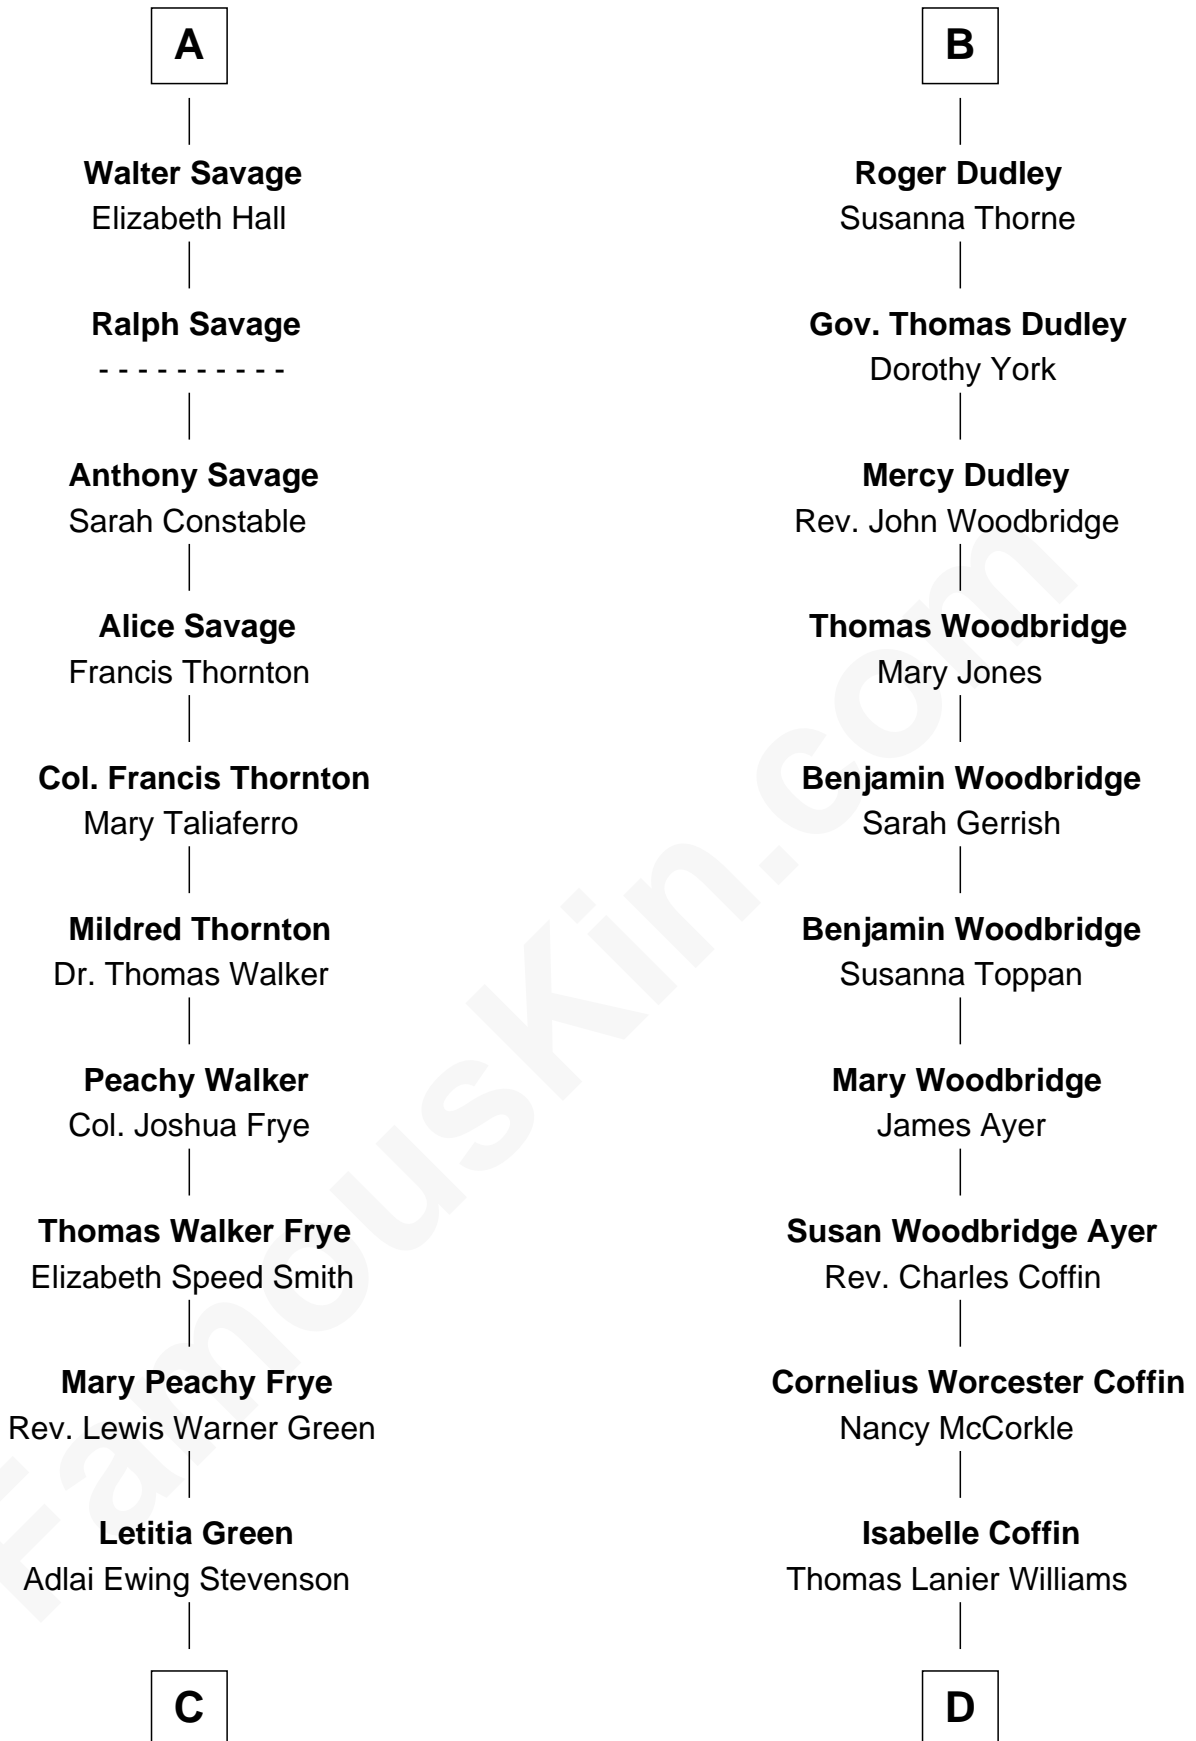 A
Walter Savage
Elizabeth Hall
Ralph Savage
- - - - - - - - - -
Anthony Savage
Sarah Constable
Alice Savage
Francis Thornton
Col. Francis Thornton
Mary Taliaferro
Mildred Thornton
Dr. Thomas Walker
Peachy Walker
Col. Joshua Frye
Thomas Walker Frye
Elizabeth Speed Smith
Mary Peachy Frye
Rev. Lewis Warner Green
Letitia Green
Adlai Ewing Stevenson
C
B
Roger Dudley
Susanna Thorne
Gov. Thomas Dudley
Dorothy York
Mercy Dudley
Rev. John Woodbridge
Thomas Woodbridge
Mary Jones
Benjamin Woodbridge
Sarah Gerrish
Benjamin Woodbridge
Susanna Toppan
Mary Woodbridge
James Ayer
Susan Woodbridge Ayer
Rev. Charles Coffin
Cornelius Worcester Coffin
Nancy McCorkle
Isabelle Coffin
Thomas Lanier Williams
D
FamousKin.com